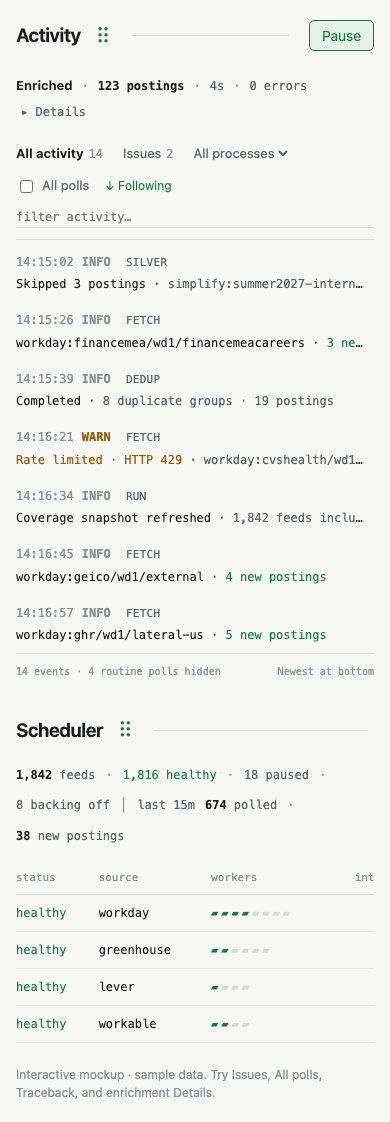 Activity
Pause
Enriched · 123 postings · 4s · 0 errors
▸ Details
All activity 14 Issues 2 All processes
All polls ↓ Following
filter activity…
14:15:02 INFO SILVER
Skipped 3 postings · simplify:summer2027-intern…
14:15:26 INFO FETCH
workday:financemea/wd1/financemeacareers · 3 ne…
14:15:39 INFO DEDUP
Completed · 8 duplicate groups · 19 postings
14:16:21 WARN FETCH
Rate limited · HTTP 429 · workday:cvshealth/wd1…
14:16:34 INFO RUN
Coverage snapshot refreshed · 1,842 feeds inclu…
14:16:45 INFO FETCH
workday:geico/wd1/external · 4 new postings
14:16:57 INFO FETCH
workday:ghr/wd1/lateral-us · 5 new postings
14 events · 4 routine polls hidden Newest at bottom
Scheduler
1,842 feeds · 1,816 healthy · 18 paused ·
8 backing off | last 15m 674 polled ·
38 new postings
status source workers int
healthy workday
healthy greenhouse
healthy lever
healthy workable
Interactive mockup · sample data. Try Issues, All polls,
Traceback, and enrichment Details.